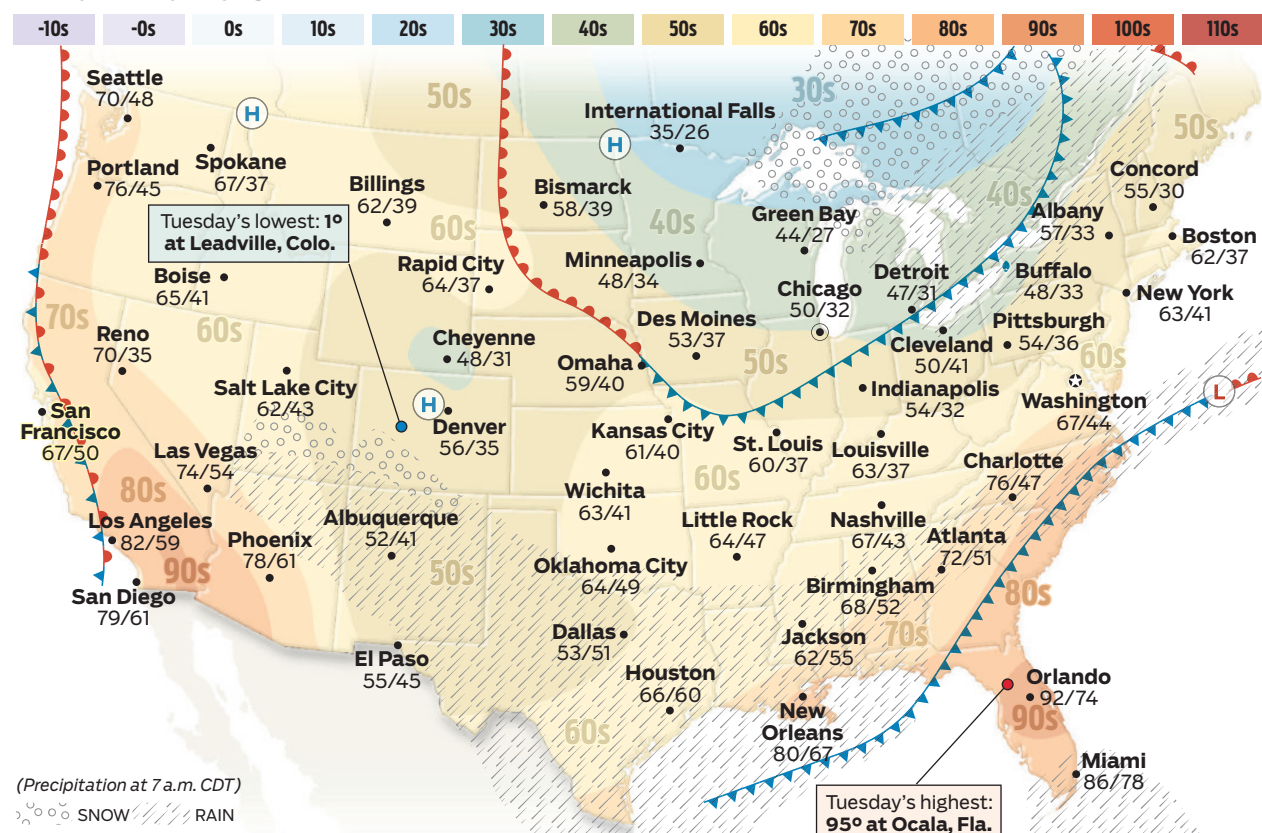 -10s -0s 0s 10s 20s 30s 40s 50s 60s 70s 80s 90s 100s 110s
Seattle
70/48
H
50s
International Falls
35/26
30s
H
50s
Portland
76/45
Spokane
67/37
Billings
62/39
Bismarck
58/39
Concord
55/30
40s
Tuesday's lowest: 1°
at Leadville, Colo.
60s
40s
Green Bay
44/27
Albany
57/33
Boston
62/37
Boise
65/41
Rapid City
64/37
Minneapolis
48/34
Chicago
50/32
Detroit
47/31
Buffalo
48/33
New York
63/41
70s
60s
Reno
70/35
Cheyenne
48/31
Des Moines
53/37
Omaha
59/40
50s
Cleveland
50/41
Pittsburgh
54/36
60s
Salt Lake City
62/43
H
Denver
56/35
Indianapolis
54/32
Washington
67/44
L
San
Francisco
67/50
Kansas City
61/40
St. Louis
60/37
Louisville
63/37
Las Vegas
74/54
80s
Wichita
63/41
60s
Charlotte
76/47
Los Angeles
82/59
Phoenix
78/61
Albuquerque
52/41
Little Rock
64/47
Nashville
67/43
Atlanta
72/51
90s
50s
Oklahoma City
64/49
Birmingham
68/52
80s
San Diego
79/61
Dallas
53/51
Jackson
62/55
70s
El Paso
55/45
Houston
66/60
Orlando
92/74
60s
New
Orleans
80/67
90s
Miami
86/78
(Precipitation at 7 a.m. CDT)
SNOW RAIN
Tuesday's highest:
95° at Ocala, Fla.